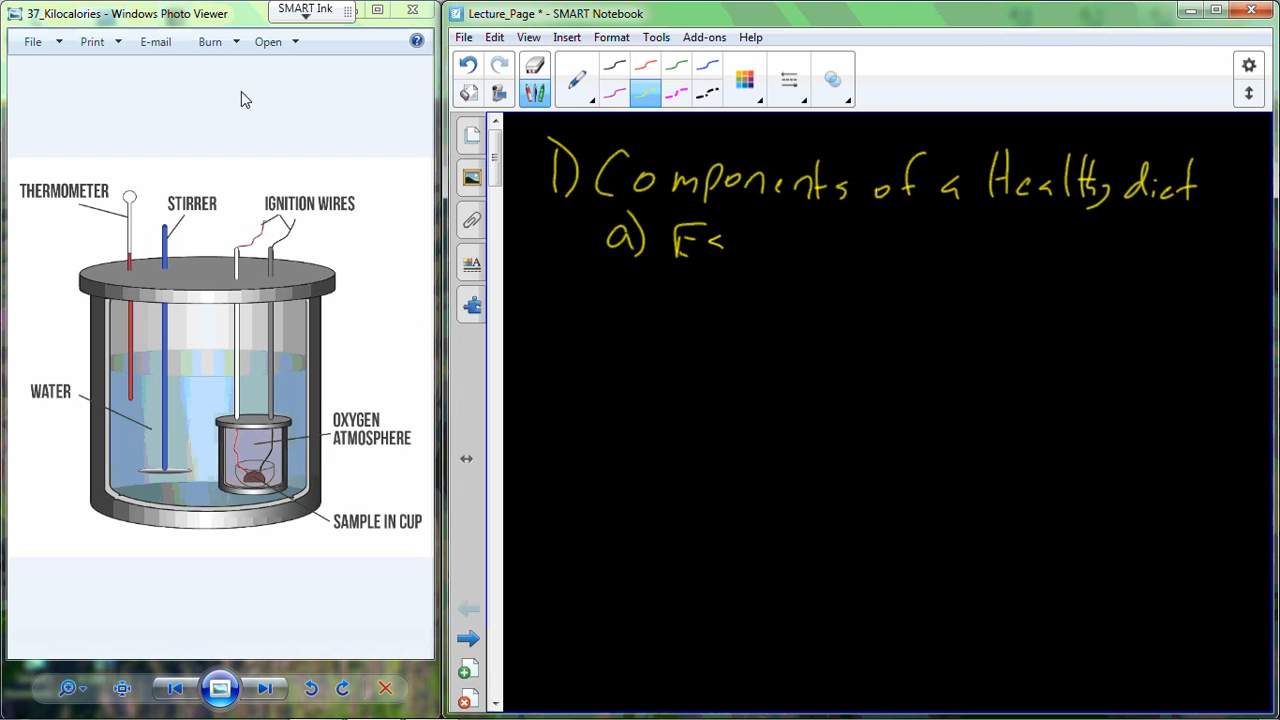 37_Kilocalories - Windows Photo Viewer
SMART Ink
File Print E-mail Burn Open
THERMOMETER
STIRRER
IGNITION WIRES
WATER
OXYGEN
ATMOSPHERE
SAMPLE IN CUP
Lecture_Page * - SMART Notebook
File Edit View Insert Format Tools Add-ons Help
1) Components of a Healthy diet
a) Es